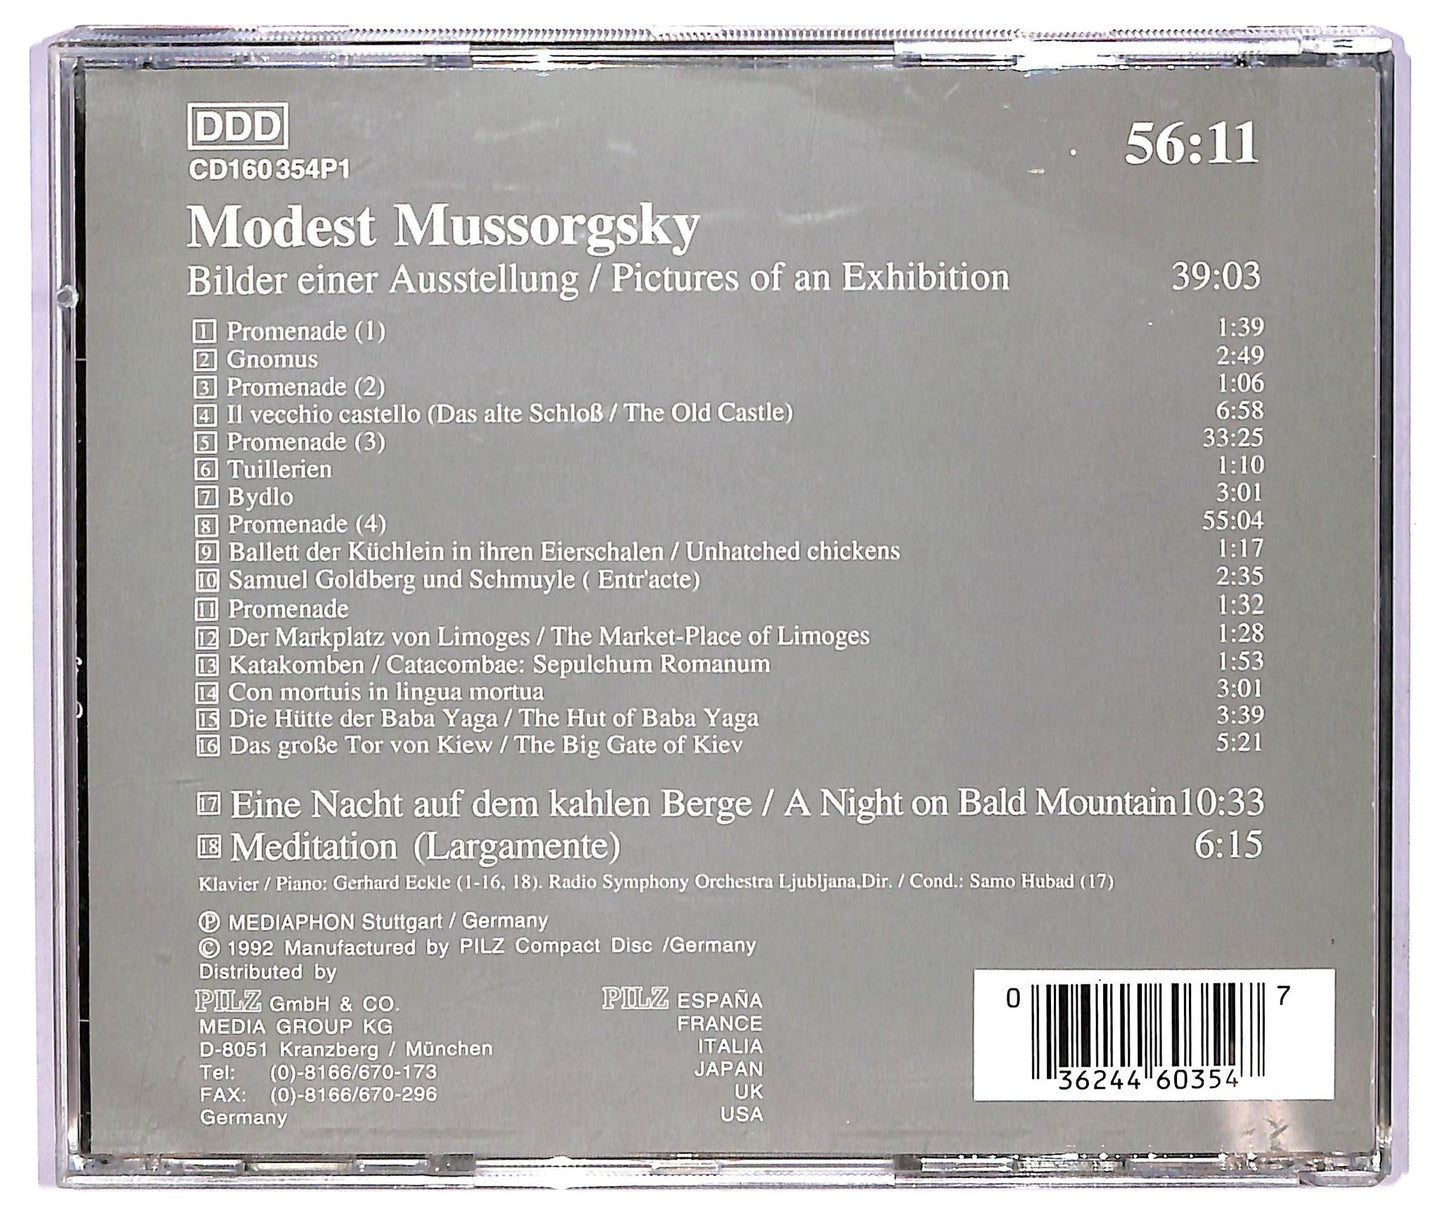 DDD
56:11
CD160354P1
Modest Mussorgsky
Bilder einer Ausstellung / Pictures of an Exhibition 39:03
1 Promenade (1) 1:39
2 Gnomus 2:49
3 Promenade (2) 1:06
4 Il vecchio castello (Das alte Schloß / The Old Castle) 6:58
5 Promenade (3) 33:25
6 Tuillerien 1:10
7 Bydlo 3:01
8 Promenade (4) 55:04
9 Ballett der Küchlein in ihren Eierschalen / Unhatched chickens 1:17
10 Samuel Goldberg und Schmuyle ( Entr'acte) 2:35
11 Promenade 1:32
12 Der Markplatz von Limoges / The Market-Place of Limoges 1:28
13 Katakomben / Catacombae: Sepulchum Romanum 1:53
14 Con mortuis in lingua mortua 3:01
15 Die Hütte der Baba Yaga / The Hut of Baba Yaga 3:39
16 Das große Tor von Kiew / The Big Gate of Kiev 5:21
17 Eine Nacht auf dem kahlen Berge / A Night on Bald Mountain 10:33
18 Meditation (Largamente) 6:15
Klavier / Piano: Gerhard Eckle (1-16, 18). Radio Symphony Orchestra Ljubljana,Dir. / Cond.: Samo Hubad (17)
Ⓟ MEDIAPHON Stuttgart / Germany
© 1992 Manufactured by PILZ Compact Disc /Germany
Distributed by
PILZ GmbH & CO.
MEDIA GROUP KG
D-8051 Kranzberg / München
Tel: (0)-8166/670-173
FAX: (0)-8166/670-296
Germany
PILZ ESPAÑA
FRANCE
ITALIA
JAPAN
UK
USA
0 36244 60354 7